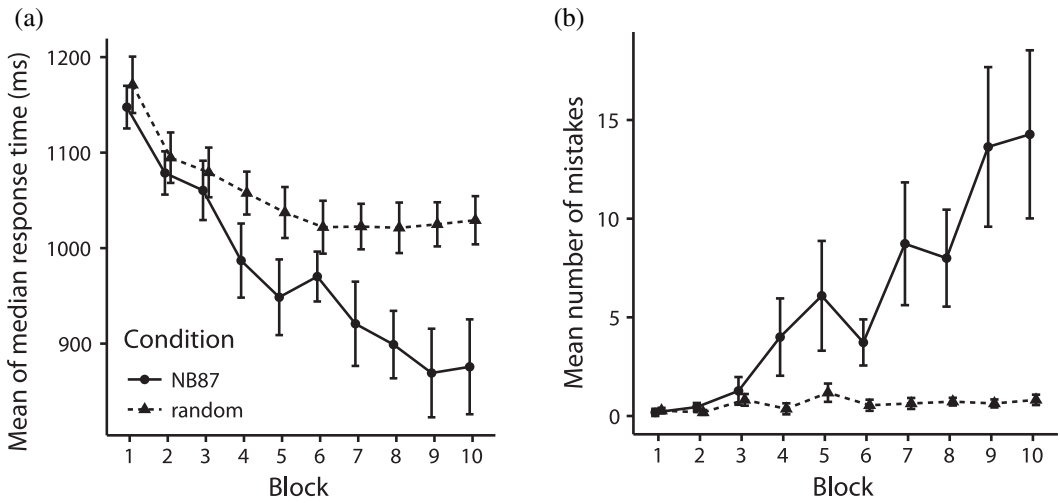 (a)
Mean of median response time (ms)
1200
1100
1000
900
Condition
NB87
random
1 2 3 4 5 6 7 8 9 10
Block
(b)
Mean number of mistakes
15
10
5
0
1 2 3 4 5 6 7 8 9 10
Block